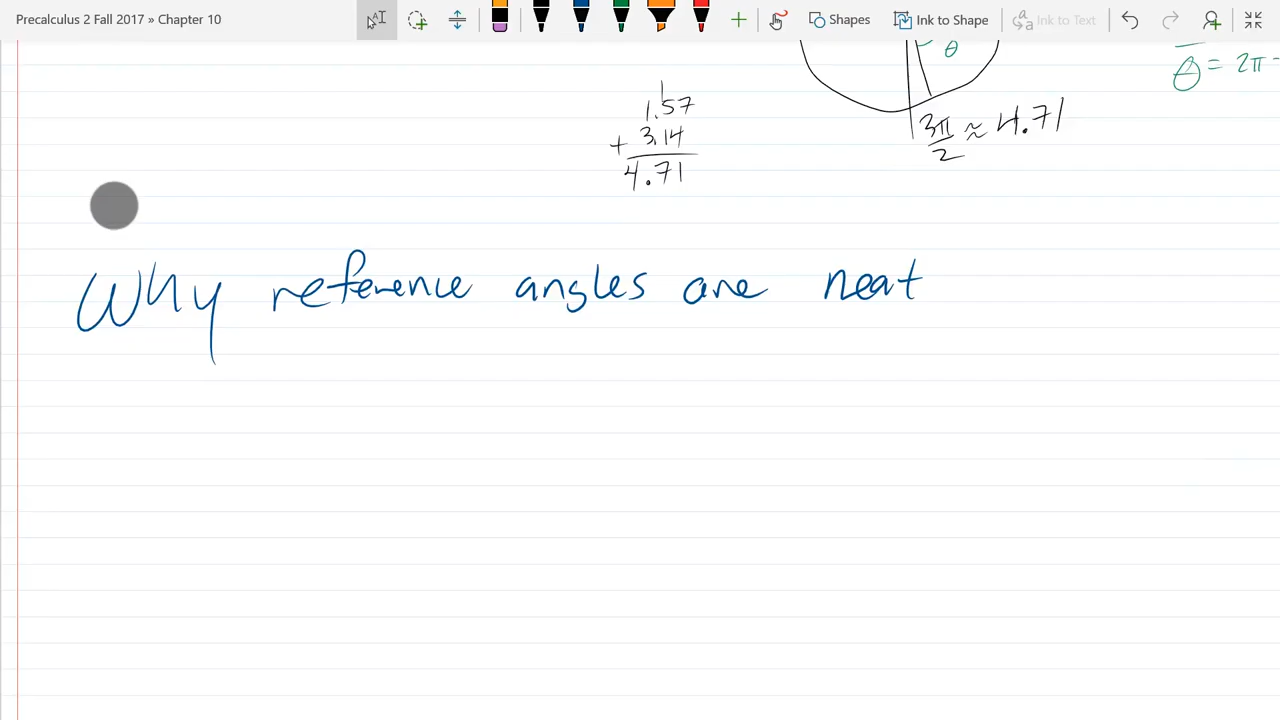 Precalculus 2 Fall 2017 » Chapter 10
Shapes
Ink to Shape
Ink to Text
θ
θ = 2π -
1
1.57
+ 3.14
4.71
3π/2 ≈ 4.71
Why reference angles are neat